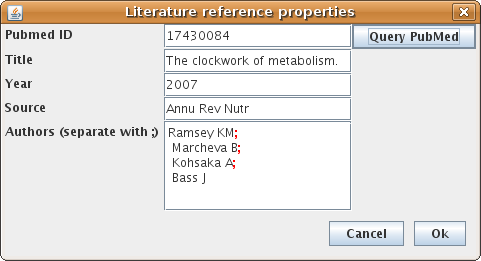 Literature reference properties
Pubmed ID 17430084 Query PubMed
Title The clockwork of metabolism.
Year 2007
Source Annu Rev Nutr
Authors (separate with ;) Ramsey KM;
Marcheva B;
Kohsaka A;
Bass J
Cancel Ok